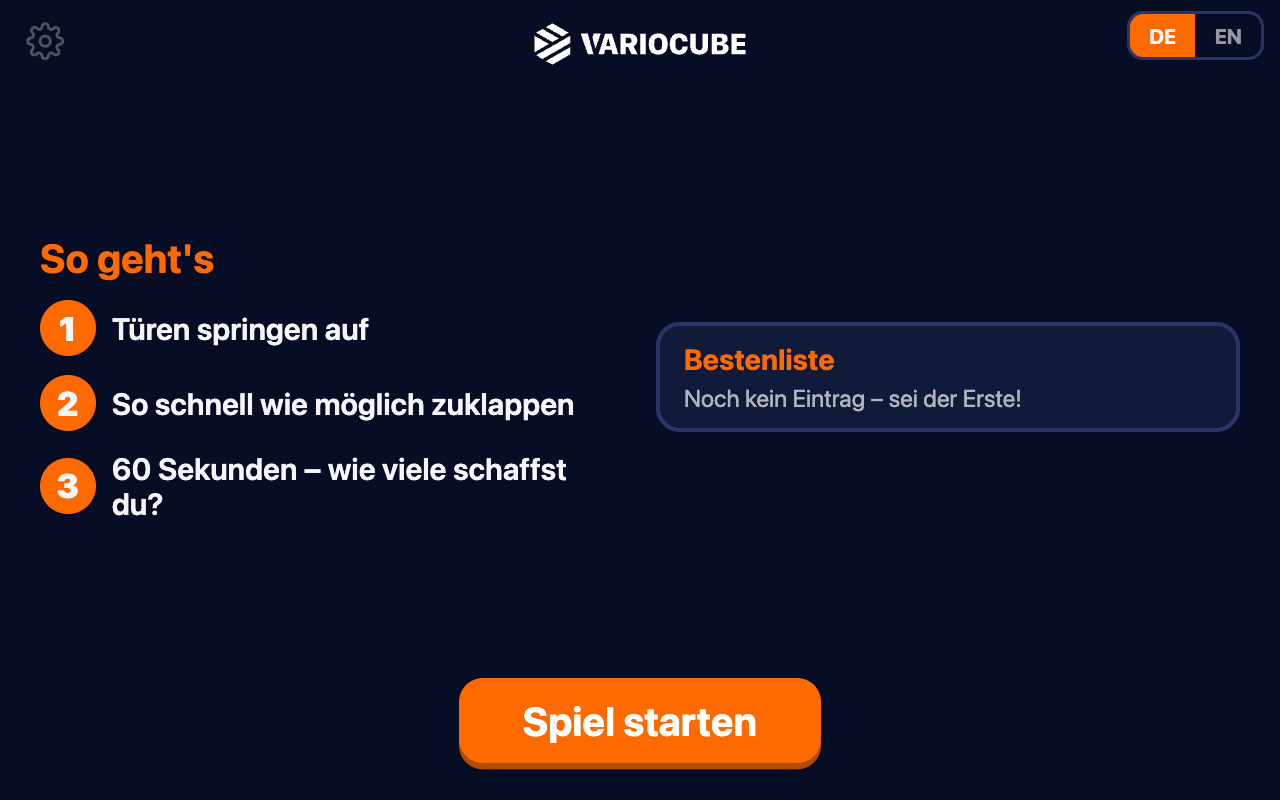 VARIOCUBE
DE
EN
So geht's
1 Türen springen auf
2 So schnell wie möglich zuklappen
3 60 Sekunden – wie viele schaffst
du?
Bestenliste
Noch kein Eintrag – sei der Erste!
Spiel starten